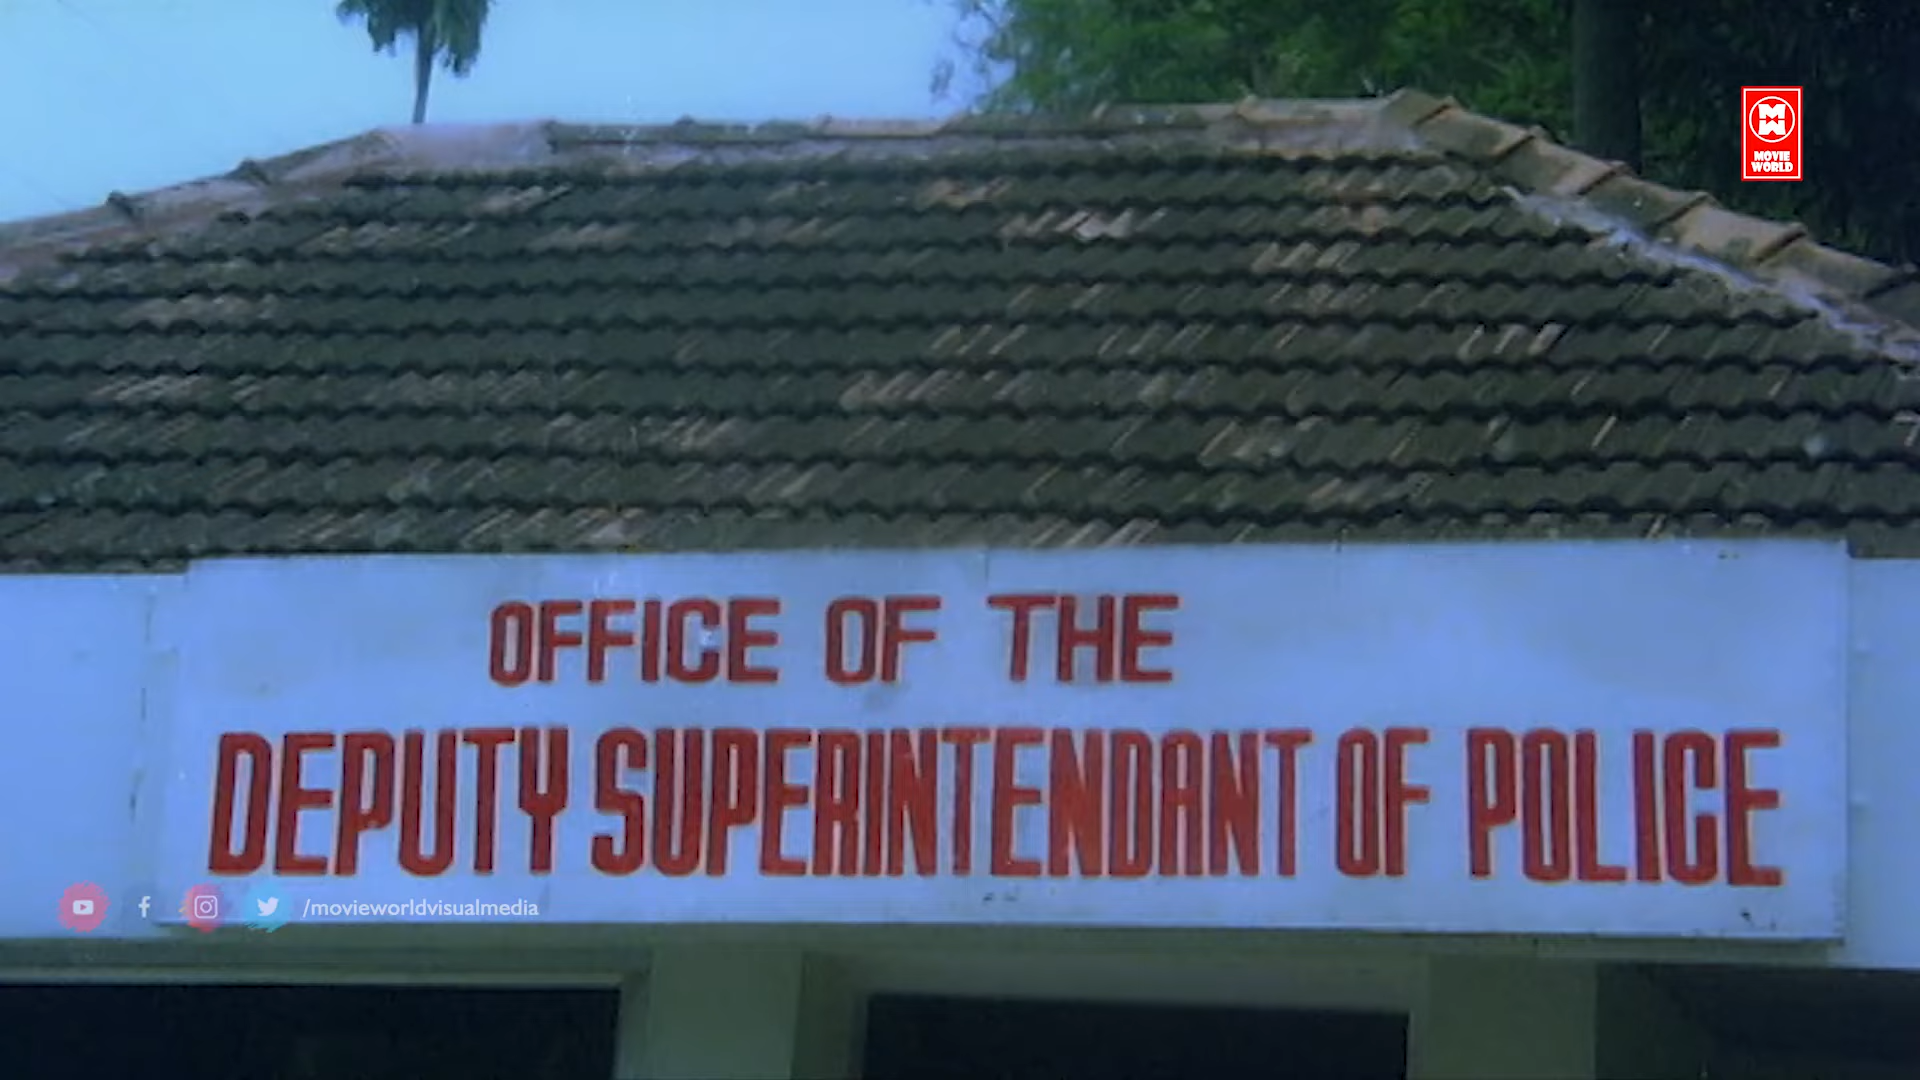 MOVIE
WORLD
OFFICE OF THE
DEPUTY SUPERINTENDANT OF POLICE
/movieworldvisualmedia